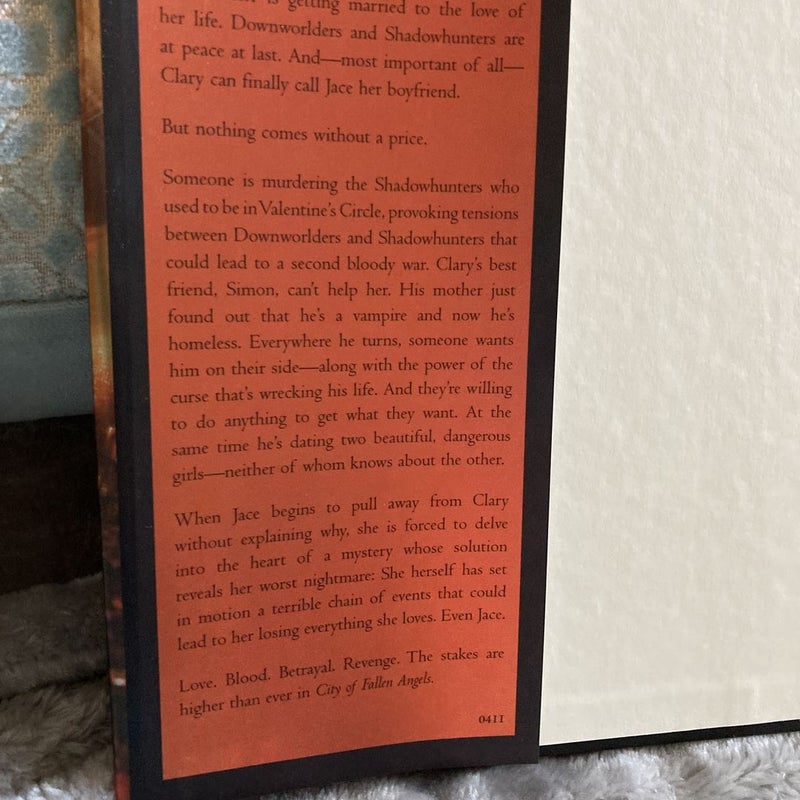 is getting married to the love of
her life. Downworlders and Shadowhunters are
at peace at last. And—most important of all—
Clary can finally call Jace her boyfriend.
But nothing comes without a price.
Someone is murdering the Shadowhunters who
used to be in Valentine's Circle, provoking tensions
between Downworlders and Shadowhunters that
could lead to a second bloody war. Clary's best
friend, Simon, can't help her. His mother just
found out that he's a vampire and now he's
homeless. Everywhere he turns, someone wants
him on their side—along with the power of the
curse that's wrecking his life. And they're willing
to do anything to get what they want. At the
same time he's dating two beautiful, dangerous
girls—neither of whom knows about the other.
When Jace begins to pull away from Clary
without explaining why, she is forced to delve
into the heart of a mystery whose solution
reveals her worst nightmare: She herself has set
in motion a terrible chain of events that could
lead to her losing everything she loves. Even Jace.
Love. Blood. Betrayal. Revenge. The stakes are
higher than ever in City of Fallen Angels.
0411